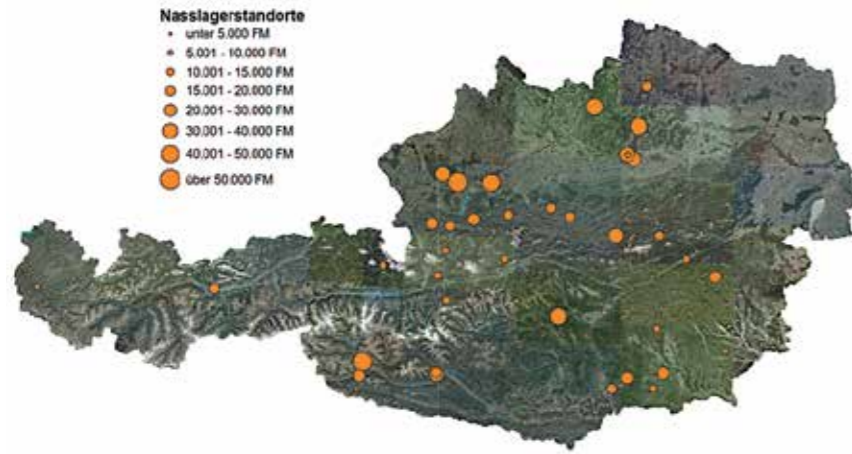 Nasslagerstandorte
unter 5.000 FM
5.001 - 10.000 FM
10.001 - 15.000 FM
15.001 - 20.000 FM
20.001 - 30.000 FM
30.001 - 40.000 FM
40.001 - 50.000 FM
über 50.000 FM